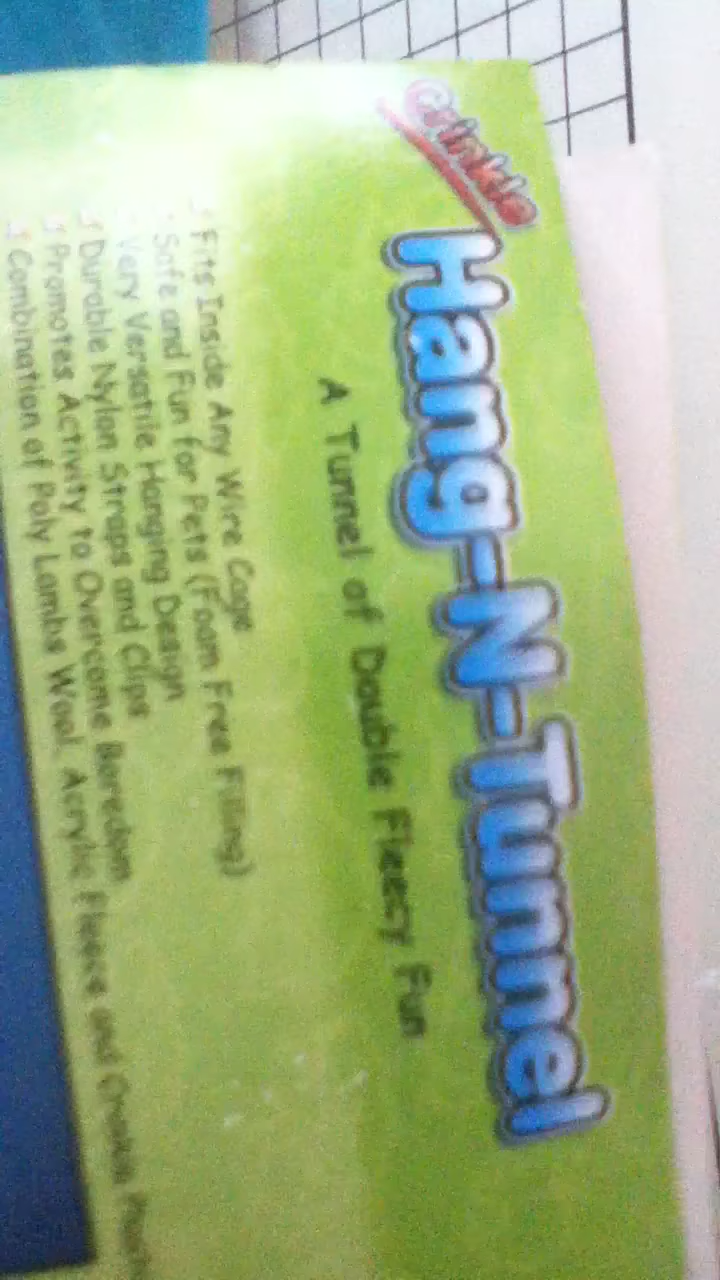 Crinkle
Hang-N-Tunnel
A Tunnel of Double Fleecy Fun
Fits Inside Any Wire Cage
Safe and Fun for Pets (Foam Free Filling)
Very Versatile Hanging Design
Durable Nylon Straps and Clips
Promotes Activity to Overcome Boredom
Combination of Poly Lambs Wool, Acrylic Fleece and